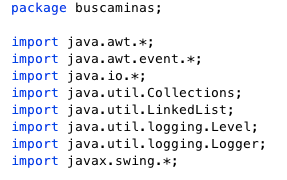 package buscaminas;
import java.awt.*;
import java.awt.event.*;
import java.io.*;
import java.util.Collections;
import java.util.LinkedList;
import java.util.logging.Level;
import java.util.logging.Logger;
import javax.swing.*;